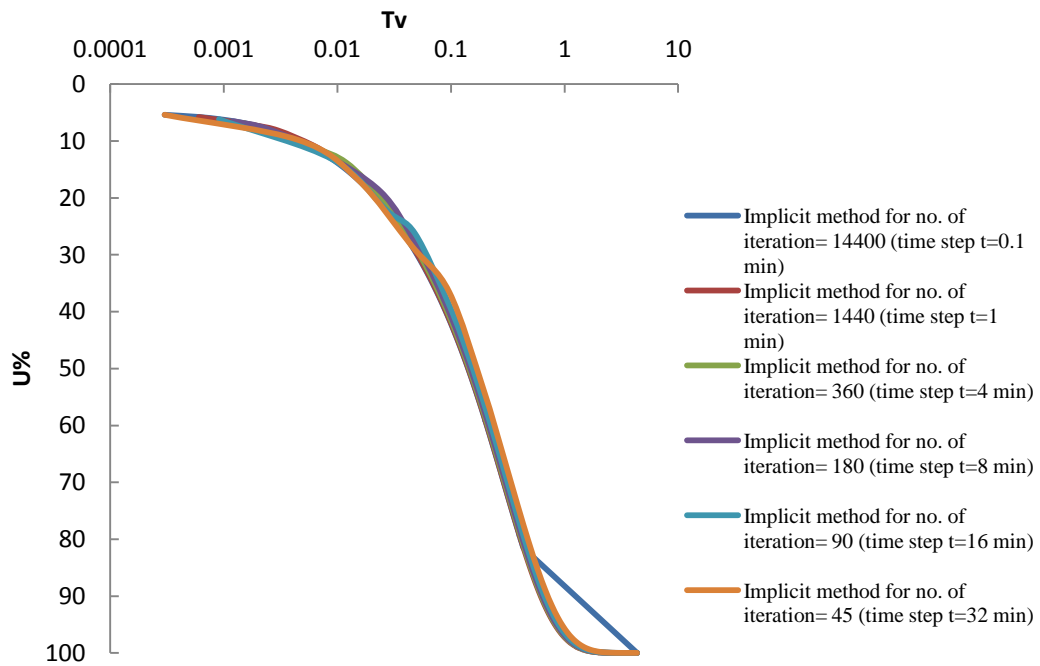 Tv
0.0001 0.001 0.01 0.1 1 10
0
10
20
30
40
50
60
70
80
90
100
U%
Implicit method for no. of
iteration= 14400 (time step t=0.1
min)
Implicit method for no. of
iteration= 1440 (time step t=1
min)
Implicit method for no. of
iteration= 360 (time step t=4 min)
Implicit method for no. of
iteration= 180 (time step t=8 min)
Implicit method for no. of
iteration= 90 (time step t=16 min)
Implicit method for no. of
iteration= 45 (time step t=32 min)